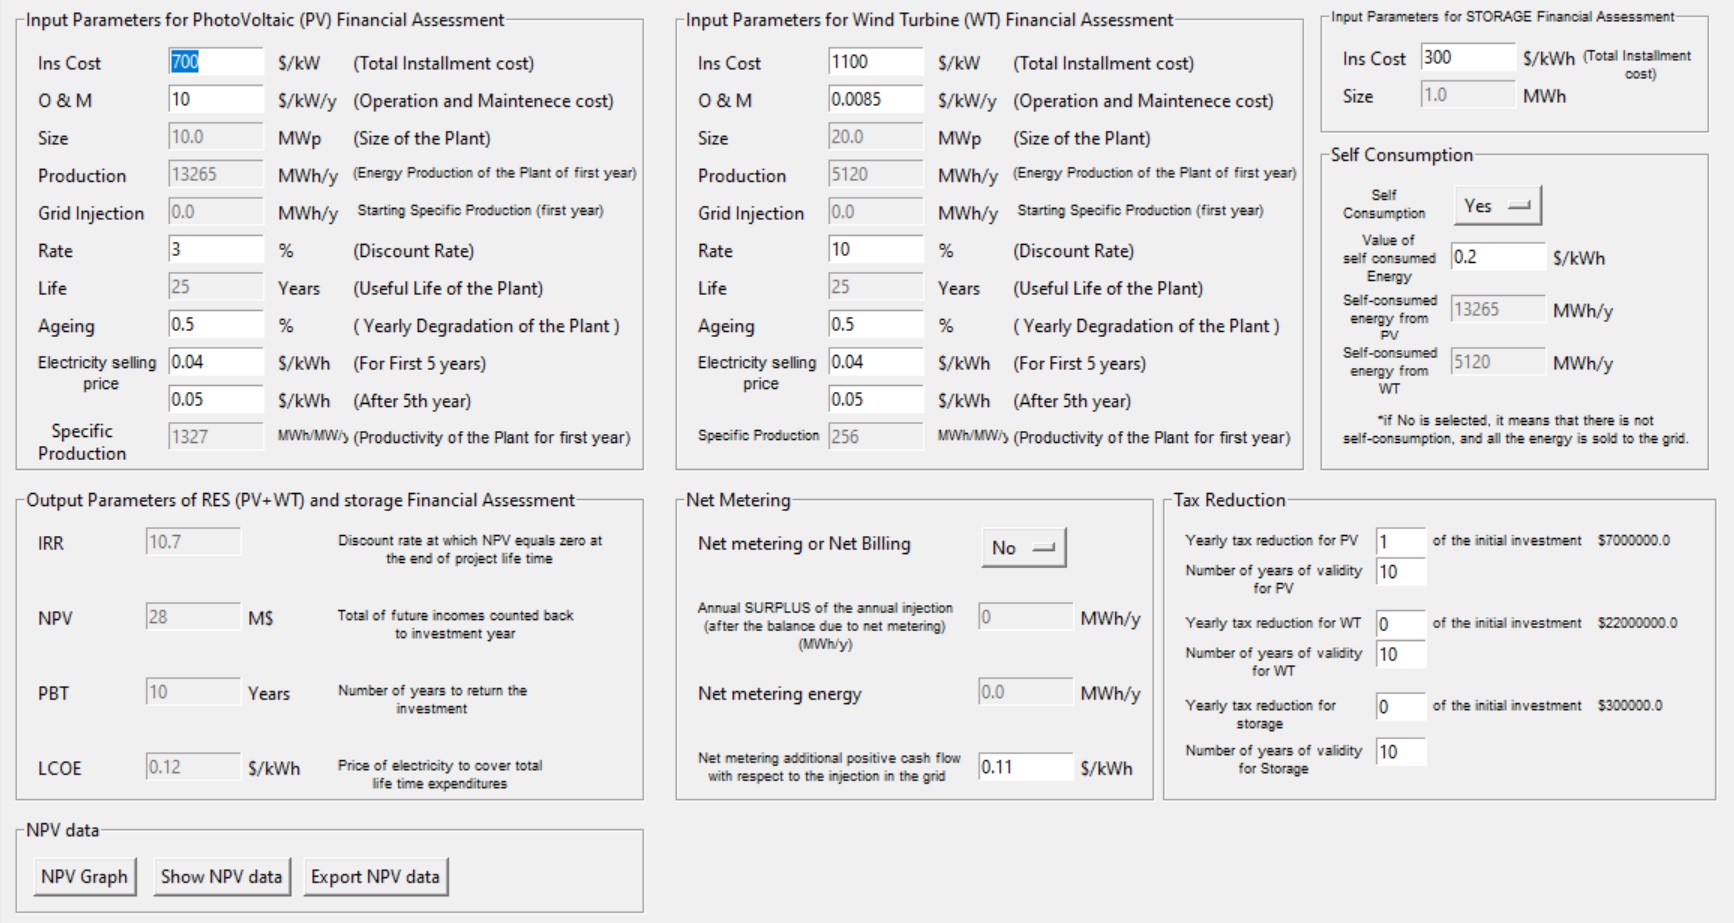 Input Parameters for PhotoVoltaic (PV) Financial Assessment
Ins Cost 700 $/kW (Total Installment cost)
O & M 10 $/kW/y (Operation and Maintenece cost)
Size 10.0 MWp (Size of the Plant)
Production 13265 MWh/y (Energy Production of the Plant of first year)
Grid Injection 0.0 MWh/y Starting Specific Production (first year)
Rate 3 % (Discount Rate)
Life 25 Years (Useful Life of the Plant)
Ageing 0.5 % ( Yearly Degradation of the Plant )
Electricity selling
price
0.04 $/kWh (For First 5 years)
0.05 $/kWh (After 5th year)
Specific
Production
1327 MWh/MW/y (Productivity of the Plant for first year)
Input Parameters for Wind Turbine (WT) Financial Assessment
Ins Cost 1100 $/kW (Total Installment cost)
O & M 0.0085 $/kW/y (Operation and Maintenece cost)
Size 20.0 MWp (Size of the Plant)
Production 5120 MWh/y (Energy Production of the Plant of first year)
Grid Injection 0.0 MWh/y Starting Specific Production (first year)
Rate 10 % (Discount Rate)
Life 25 Years (Useful Life of the Plant)
Ageing 0.5 % ( Yearly Degradation of the Plant )
Electricity selling
price
0.04 $/kWh (For First 5 years)
0.05 $/kWh (After 5th year)
Specific Production 256 MWh/MW/y (Productivity of the Plant for first year)
Input Parameters for STORAGE Financial Assessment
Ins Cost 300 $/kWh (Total Installment
cost)
Size 1.0 MWh
Self Consumption
Self
Consumption
Yes
Value of
self consumed
Energy
0.2 $/kWh
Self-consumed
energy from
PV
13265 MWh/y
Self-consumed
energy from
WT
5120 MWh/y
*if No is selected, it means that there is not
self-consumption, and all the energy is sold to the grid.
Output Parameters of RES (PV+WT) and storage Financial Assessment
IRR 10.7
Discount rate at which NPV equals zero at
the end of project life time
NPV 28 M$
Total of future incomes counted back
to investment year
PBT 10 Years
Number of years to return the
investment
LCOE 0.12 $/kWh
Price of electricity to cover total
life time expenditures
Net Metering
Net metering or Net Billing No
Annual SURPLUS of the annual injection
(after the balance due to net metering)
(MWh/y)
0 MWh/y
Net metering energy 0.0 MWh/y
Net metering additional positive cash flow
with respect to the injection in the grid
0.11 $/kWh
Tax Reduction
Yearly tax reduction for PV 1 of the initial investment $7000000.0
Number of years of validity
for PV
10
Yearly tax reduction for WT 0 of the initial investment $22000000.0
Number of years of validity
for WT
10
Yearly tax reduction for
storage
0 of the initial investment $300000.0
Number of years of validity
for Storage
10
NPV data
NPV Graph Show NPV data Export NPV data